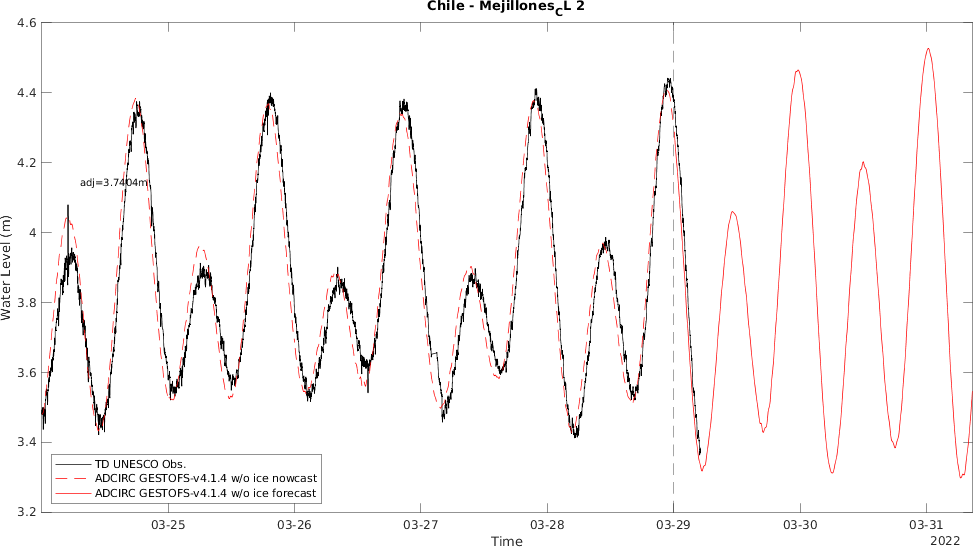 Chile - Mejillones_CL 2
4.6
4.4
4.2
4
3.8
3.6
3.4
3.2
Water Level (m)
adj=3.7404m
TD UNESCO Obs.
ADCIRC GESTOFS-v4.1.4 w/o ice nowcast
ADCIRC GESTOFS-v4.1.4 w/o ice forecast
03-25 03-26 03-27 03-28 03-29 03-30 03-31
Time
2022